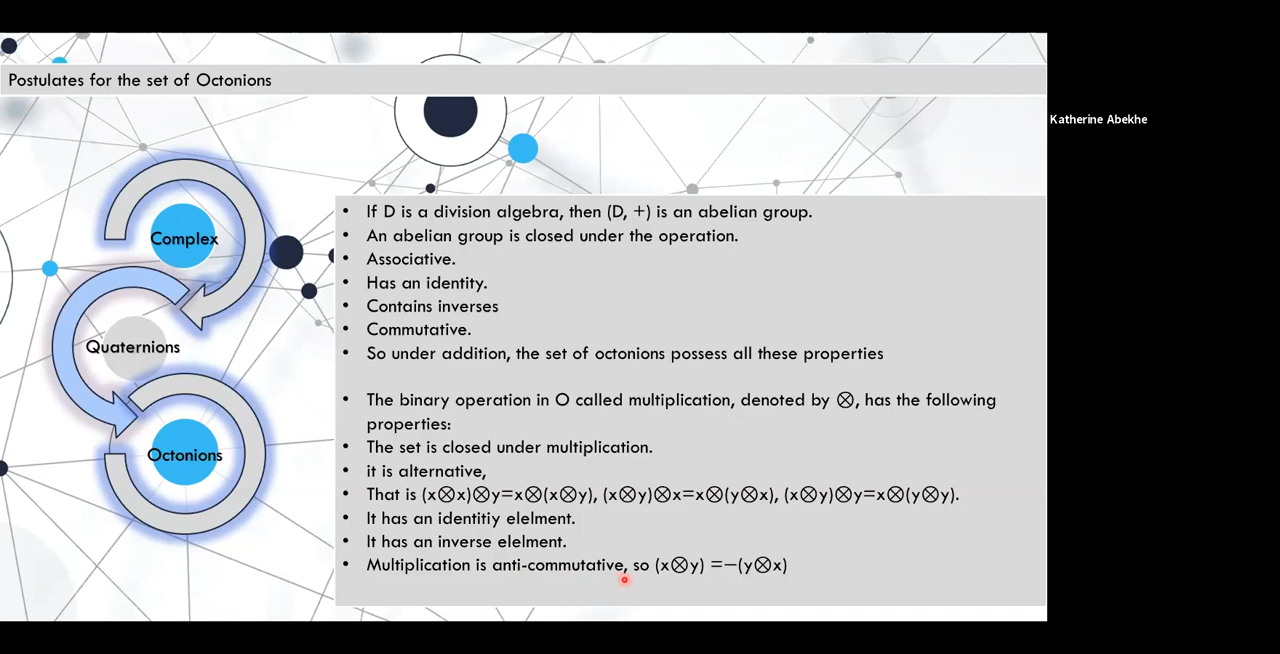 Postulates for the set of Octonions
Katherine Abekhe
Complex
Quaternions
Octonions
• If D is a division algebra, then (D, +) is an abelian group.
• An abelian group is closed under the operation.
• Associative.
• Has an identity.
• Contains inverses
• Commutative.
• So under addition, the set of octonions possess all these properties
• The binary operation in O called multiplication, denoted by ⊗, has the following
properties:
• The set is closed under multiplication.
• it is alternative,
• That is (x⊗x)⊗y=x⊗(x⊗y), (x⊗y)⊗x=x⊗(y⊗x), (x⊗y)⊗y=x⊗(y⊗y).
• It has an identitiy elelment.
• It has an inverse elelment.
• Multiplication is anti-commutative, so (x⊗y) =−(y⊗x)